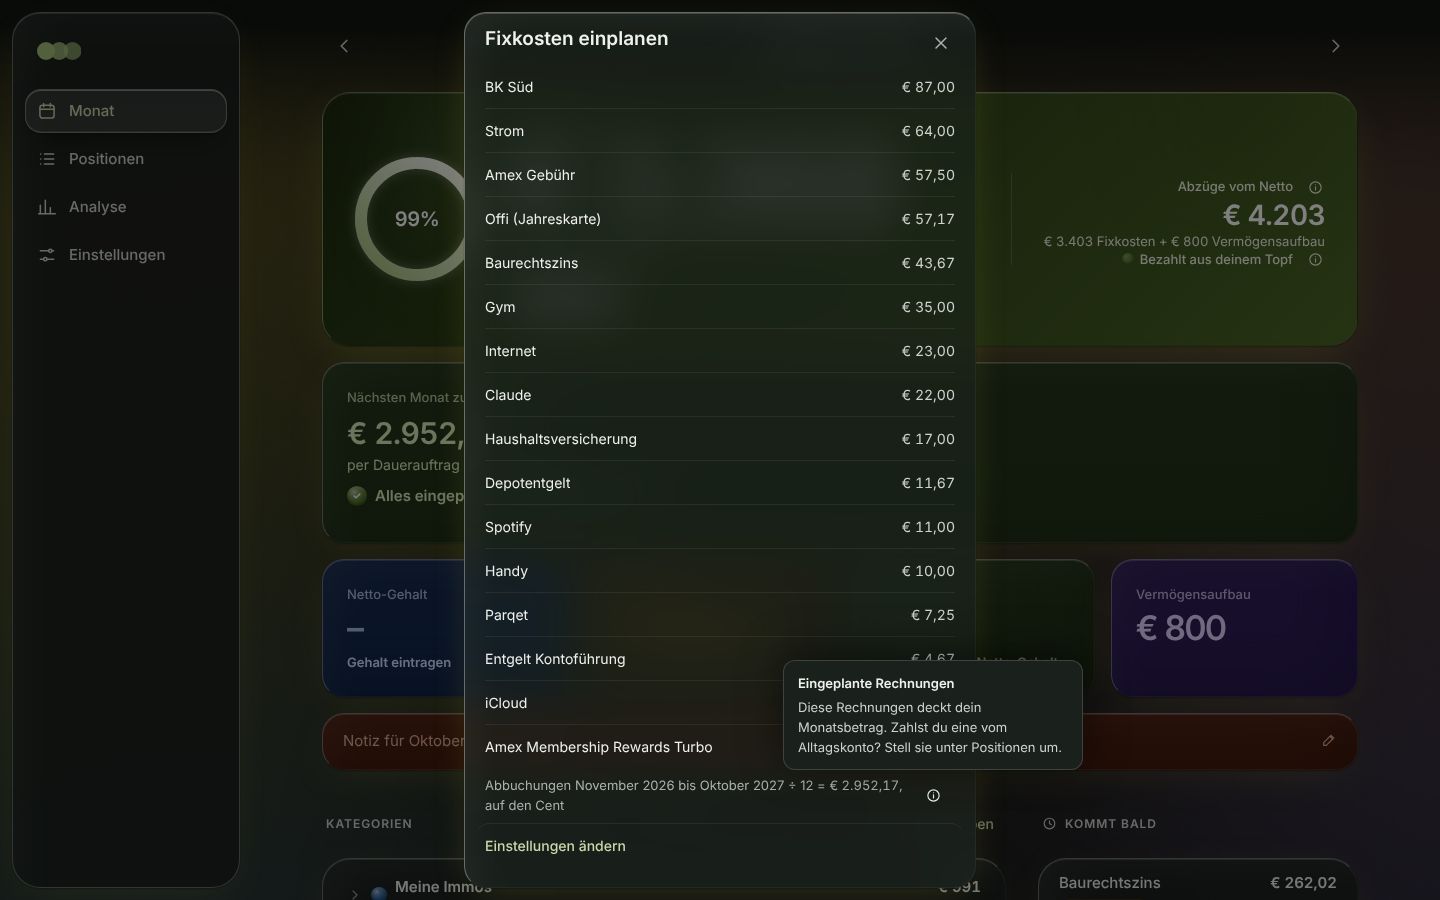 Monat
Positionen
Analyse
Einstellungen
99%
Abzüge vom Netto
€ 4.203
€ 3.403 Fixkosten + € 800 Vermögensaufbau
Bezahlt aus deinem Topf
Nächsten Monat
€ 2.952,
per Dauerauftrag
Alles
Netto-Gehalt
–
Gehalt eintragen
Vermögensaufbau
€ 800
Notiz für Oktober
KATEGORIEN
KOMMT BALD
Meine Immos
€ 991
Baurechtszins
€ 262,02
Fixkosten einplanen
BK Süd € 87,00
Strom € 64,00
Amex Gebühr € 57,50
Offi (Jahreskarte) € 57,17
Baurechtszins € 43,67
Gym € 35,00
Internet € 23,00
Claude € 22,00
Haushaltsversicherung € 17,00
Depotentgelt € 11,67
Spotify € 11,00
Handy € 10,00
Parqet € 7,25
Entgelt Kontoführung € 4,67
iCloud
Amex Membership Rewards Turbo
Eingeplante Rechnungen
Diese Rechnungen deckt dein
Monatsbetrag. Zahlst du eine vom
Alltagskonto? Stell sie unter Positionen um.
Abbuchungen November 2026 bis Oktober 2027 ÷ 12 = € 2.952,17,
auf den Cent
Einstellungen ändern